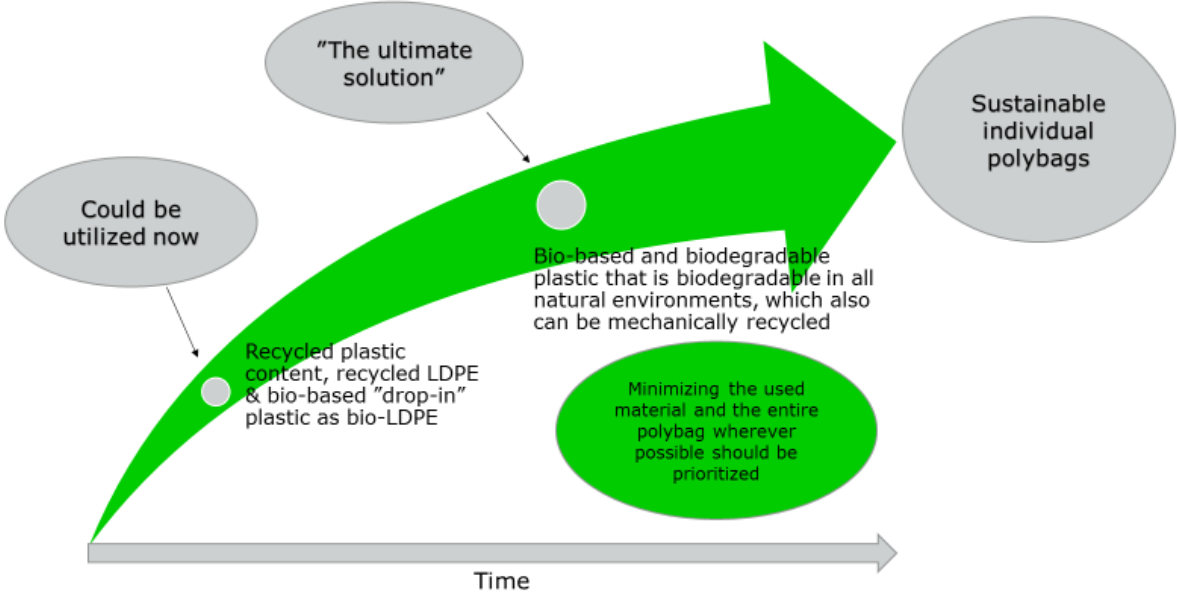 ”The ultimate
solution”
Sustainable
individual
polybags
Could be
utilized now
Bio-based and biodegradable
plastic that is biodegradable in all
natural environments, which also
can be mechanically recycled
Recycled plastic
content, recycled LDPE
& bio-based ”drop-in”
plastic as bio-LDPE
Minimizing the used
material and the entire
polybag wherever
possible should be
prioritized
Time